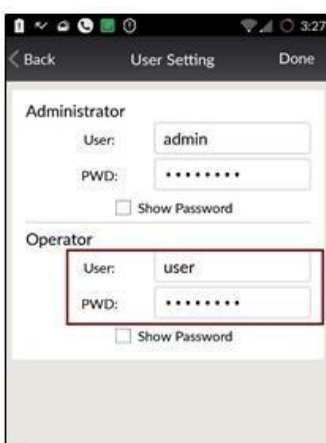 3:27
Back User Setting Done
Administrator
User: admin
PWD: ••••••••
Show Password
Operator
User: user
PWD: ••••••••
Show Password